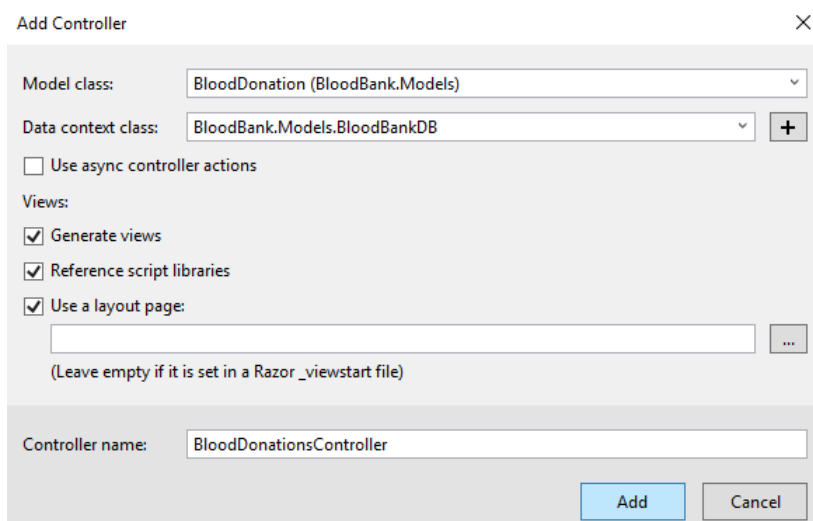 Add Controller
Model class: BloodDonation (BloodBank.Models)
Data context class: BloodBank.Models.BloodBankDB +
Use async controller actions
Views:
Generate views
Reference script libraries
Use a layout page:
...
(Leave empty if it is set in a Razor _viewstart file)
Controller name: BloodDonationsController
Add Cancel